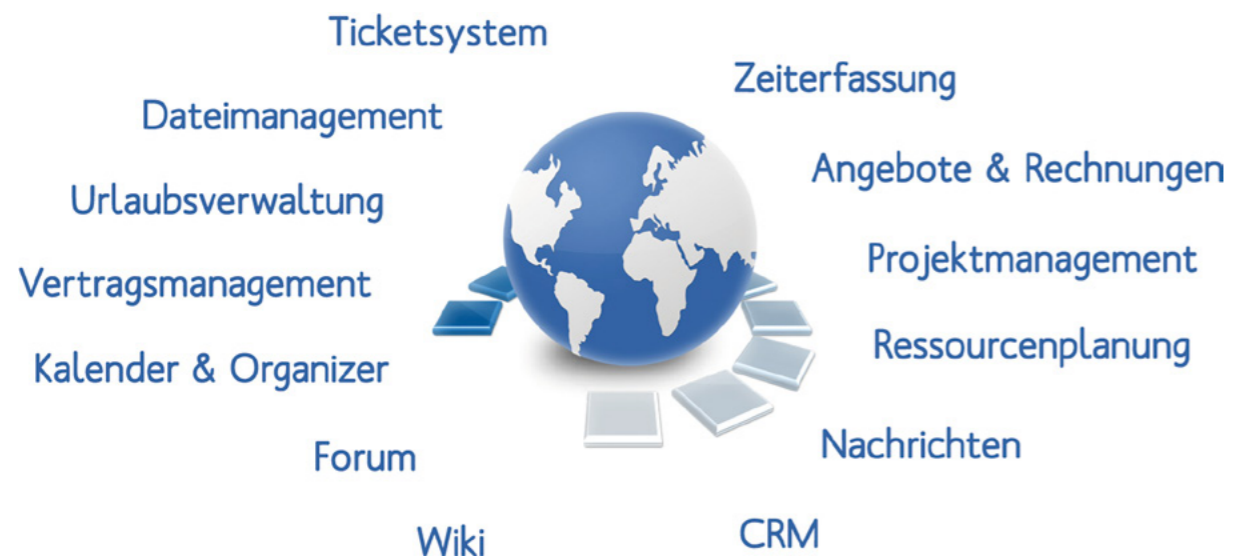 Ticketsystem
Zeiterfassung
Dateimanagement
Angebote & Rechnungen
Urlaubsverwaltung
Projektmanagement
Vertragsmanagement
Ressourcenplanung
Kalender & Organizer
Nachrichten
Forum
CRM
Wiki